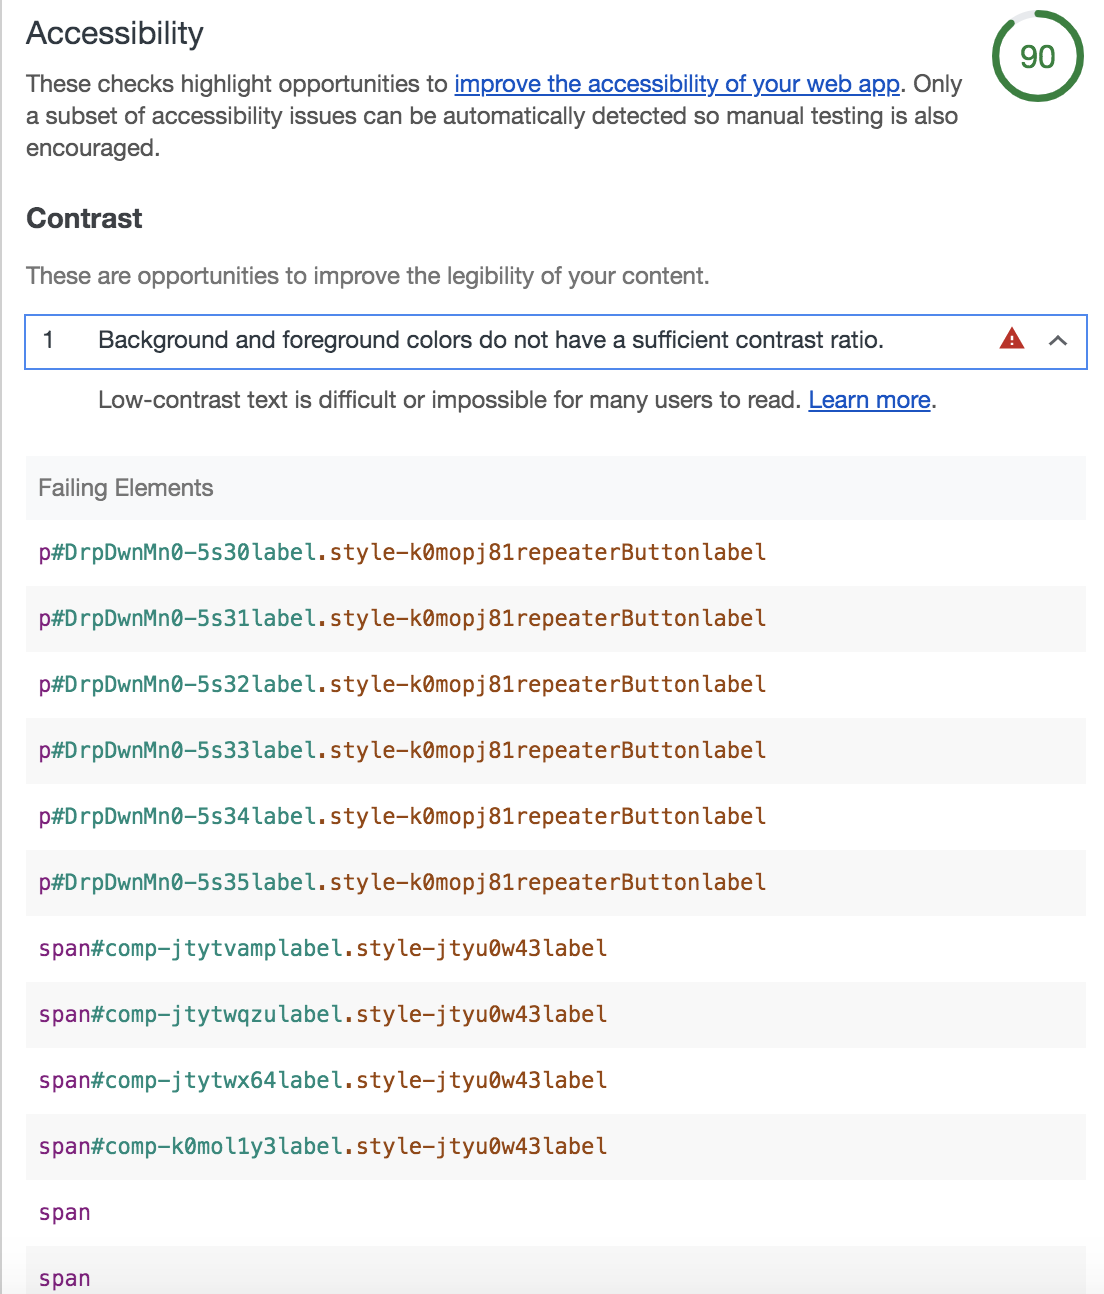 Accessibility
90
These checks highlight opportunities to improve the accessibility of your web app. Only
a subset of accessibility issues can be automatically detected so manual testing is also
encouraged.
Contrast
These are opportunities to improve the legibility of your content.
1 Background and foreground colors do not have a sufficient contrast ratio.
Low-contrast text is difficult or impossible for many users to read. Learn more.
Failing Elements
p#DrpDwnMn0-5s30label.style-k0mopj81repeaterButtonlabel
p#DrpDwnMn0-5s31label.style-k0mopj81repeaterButtonlabel
p#DrpDwnMn0-5s32label.style-k0mopj81repeaterButtonlabel
p#DrpDwnMn0-5s33label.style-k0mopj81repeaterButtonlabel
p#DrpDwnMn0-5s34label.style-k0mopj81repeaterButtonlabel
p#DrpDwnMn0-5s35label.style-k0mopj81repeaterButtonlabel
span#comp-jtytvamplabel.style-jtyu0w43label
span#comp-jtytwqzulabel.style-jtyu0w43label
span#comp-jtytwx64label.style-jtyu0w43label
span#comp-k0mol1y3label.style-jtyu0w43label
span
span